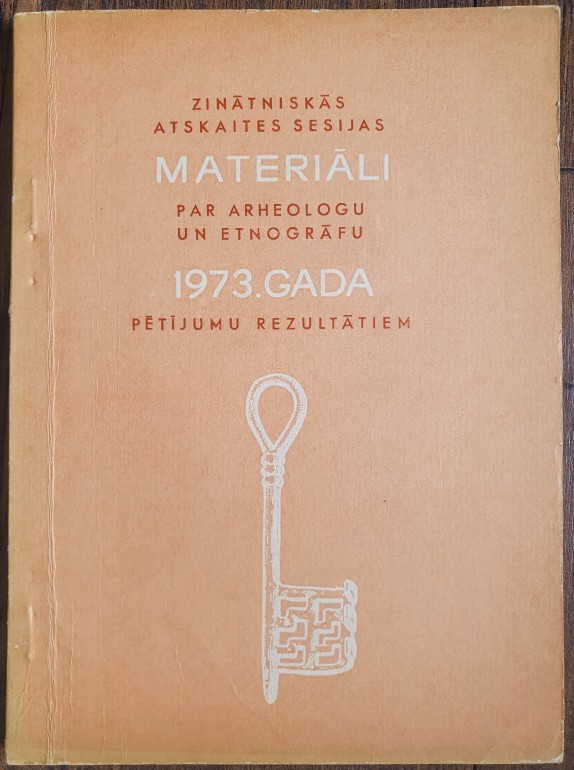 ZINĀTNISKĀS
ATSKAITES SESIJAS
MATERIĀLI
PAR ARHEOLOGU
UN ETNOGRĀFU
1973.GADA
PĒTĪJUMU REZULTĀTIEM